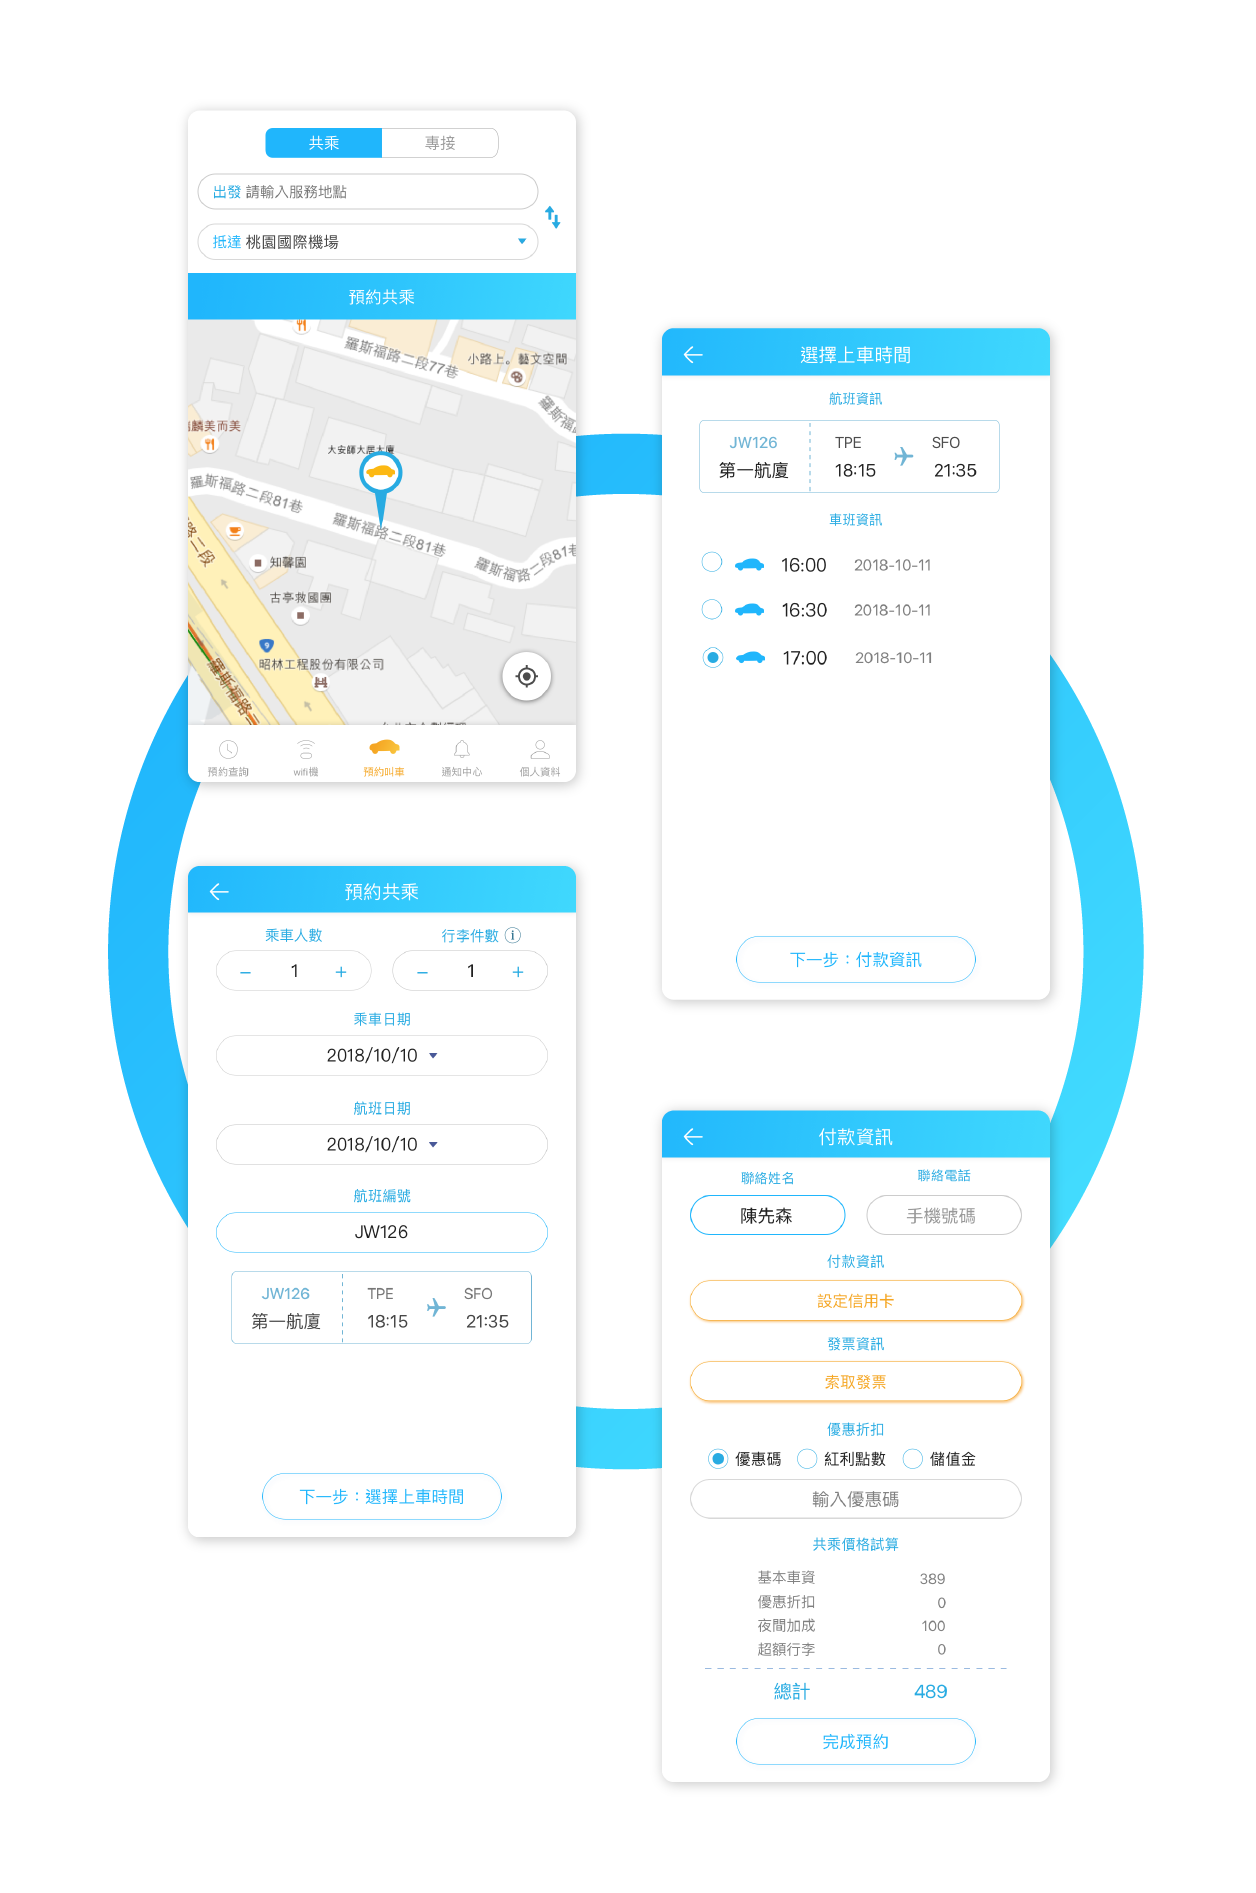 共乘 專接
出發 請輸入服務地點
抵達 桃園國際機場
預約共乘
羅斯福路二段77巷
小路上。藝文空間
羅斯福
麟美而美
大安師大居大廈
羅斯福路二段81巷
羅斯福路二段81巷
羅斯福路二段81巷
路二段
知馨園
古亭救國團
9
昭林工程股份有限公司
羅斯福路二
預約查詢 wifi機 預約叫車 通知中心 個人資料
預約共乘
乘車人數 行李件數 i
− 1 + − 1 +
乘車日期
2018/10/10
航班日期
2018/10/10
航班編號
JW126
JW126 TPE SFO
第一航廈 18:15 21:35
下一步：選擇上車時間
選擇上車時間
航班資訊
JW126 TPE SFO
第一航廈 18:15 21:35
車班資訊
16:00 2018-10-11
16:30 2018-10-11
17:00 2018-10-11
下一步：付款資訊
付款資訊
聯絡姓名 聯絡電話
陳先森 手機號碼
付款資訊
設定信用卡
發票資訊
索取發票
優惠折扣
優惠碼 紅利點數 儲值金
輸入優惠碼
共乘價格試算
基本車資 389
優惠折扣 0
夜間加成 100
超額行李 0
總計 489
完成預約